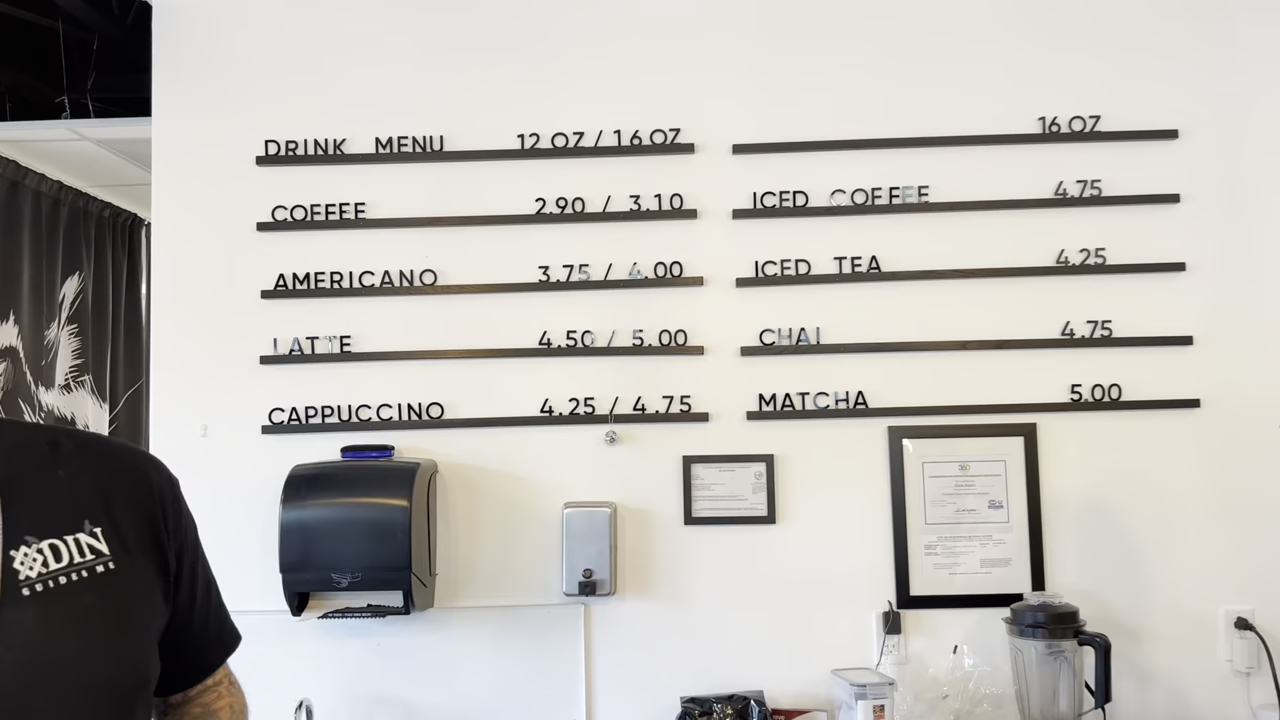 DRINK MENU 12 OZ / 16 OZ
COFFEE 2.90 / 3.10
AMERICANO 3.75 / 4.00
LATTE 4.50 / 5.00
CAPPUCCINO 4.25 / 4.75
16 OZ
ICED COFFEE 4.75
ICED TEA 4.25
CHAI 4.75
MATCHA 5.00
ODIN
GUIDES ME
360